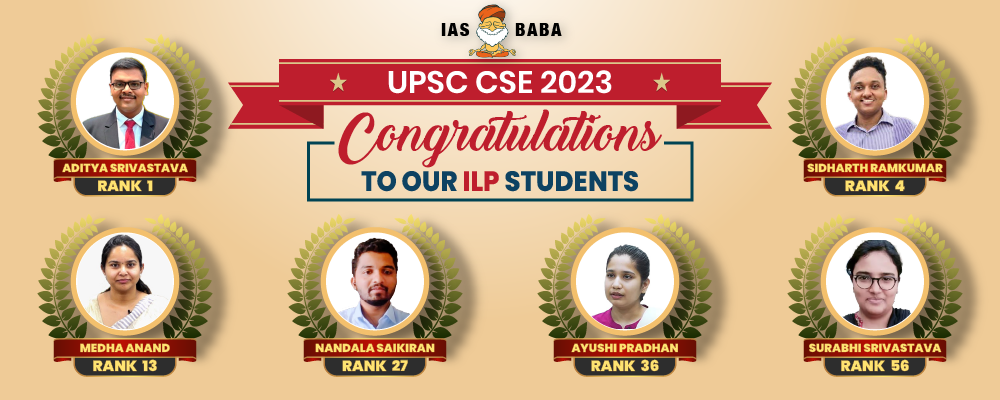 IAS BABA
UPSC CSE 2023
Congratulations
TO OUR ILP STUDENTS
ADITYA SRIVASTAVA
RANK 1
SIDHARTH RAMKUMAR
RANK 4
MEDHA ANAND
RANK 13
NANDALA SAIKIRAN
RANK 27
AYUSHI PRADHAN
RANK 36
SURABHI SRIVASTAVA
RANK 56